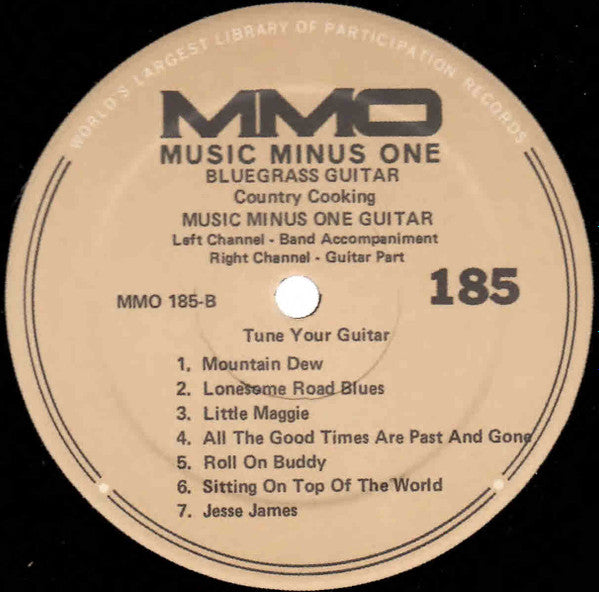 WORLD'S LARGEST LIBRARY OF PARTICIPATION RECORDS
MMO
MUSIC MINUS ONE
BLUEGRASS GUITAR
Country Cooking
MUSIC MINUS ONE GUITAR
Left Channel - Band Accompaniment
Right Channel - Guitar Part
MMO 185-B
185
Tune Your Guitar
1. Mountain Dew
2. Lonesome Road Blues
3. Little Maggie
4. All The Good Times Are Past And Gone
5. Roll On Buddy
6. Sitting On Top Of The World
7. Jesse James